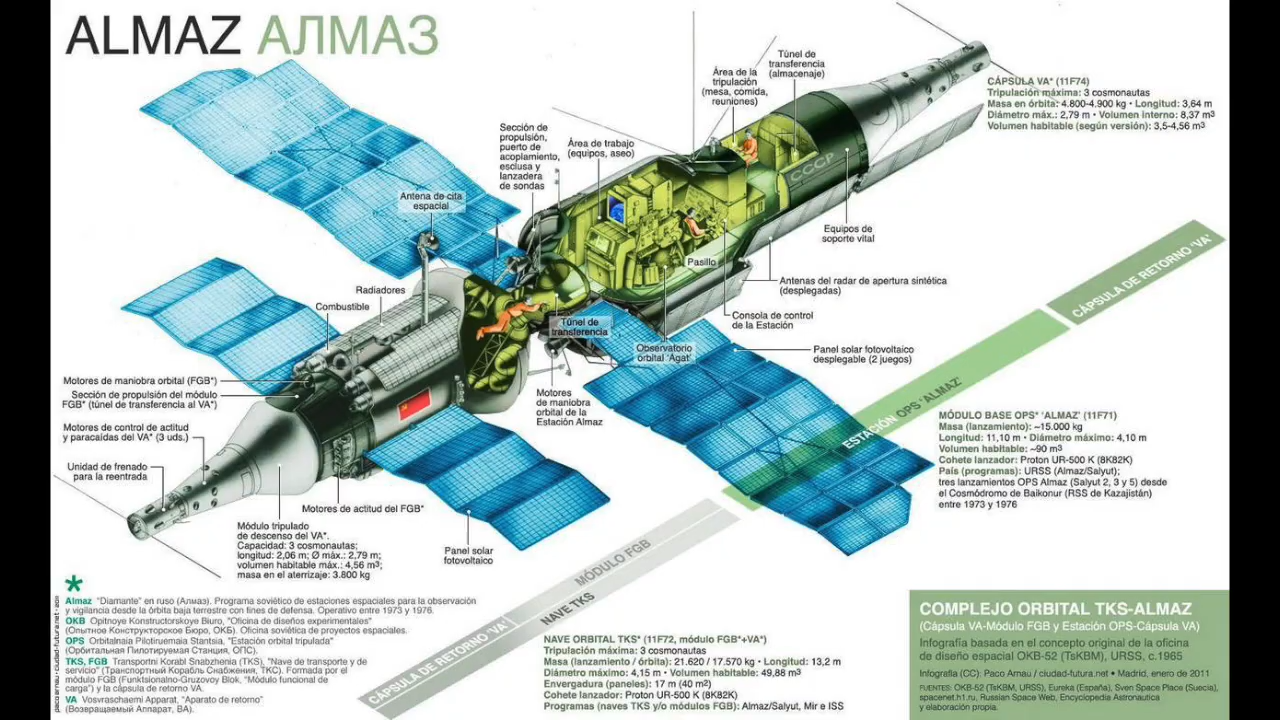 ALMAZ АЛМАЗ
CÁPSULA VA* (11F74)
Tripulación máxima: 3 cosmonautas
Masa en órbita: 4.800-4.900 kg • Longitud: 3,64 m
Diámetro máx.: 2,79 m • Volumen interno: 8,37 m³
Volumen habitable (según versión): 3,5-4,56 m³
Túnel de
transferencia
(almacenaje)
Área de la
tripulación
(mesa, comida,
reuniones)
Sección de
propulsión,
puerto de
acoplamiento,
esclusa y
lanzadera
de sondas
Área de trabajo
(equipos, aseo)
Antena de cita
espacial
CCCP
Equipos de
soporte vital
Pasillo
Antenas del radar de apertura sintética
(desplegadas)
Radiadores
Combustible
Consola de control
de la Estación
Túnel de
transferencia
Observatorio
orbital 'Agat'
Panel solar fotovoltaico
desplegable (2 juegos)
Motores de maniobra orbital (FGB*)
Sección de propulsión del módulo
FGB* (túnel de transferencia al VA*)
Motores de control de actitud
y paracaídas del VA* (3 uds.)
Unidad de frenado
para la reentrada
Motores
de maniobra
orbital de la
Estación Almaz
Motores de actitud del FGB*
Módulo tripulado
de descenso del VA*.
Capacidad: 3 cosmonautas;
longitud: 2,06 m; Ø máx.: 2,79 m;
volumen habitable máx.: 4,56 m³;
masa en el aterrizaje: 3.800 kg
Panel solar
fotovoltaico
CÁPSULA DE RETORNO 'VA'
ESTACIÓN OPS 'ALMAZ'
MÓDULO FGB
NAVE TKS
CÁPSULA DE RETORNO 'VA'
MÓDULO BASE OPS* 'ALMAZ' (11F71)
Masa (lanzamiento): ~15.000 kg
Longitud: 11,10 m • Diámetro máximo: 4,10 m
Volumen habitable: ~90 m³
Cohete lanzador: Proton UR-500 K (8K82K)
País (programas): URSS (Almaz/Salyut);
tres lanzamientos OPS Almaz (Salyut 2, 3 y 5) desde
el Cosmódromo de Baikonur (RSS de Kazajistán)
entre 1973 y 1976
*
Almaz "Diamante" en ruso (Алмаз). Programa soviético de estaciones espaciales para la observación
y vigilancia desde la órbita baja terrestre con fines de defensa. Operativo entre 1973 y 1976.
OKB Opitnoye Konstructorskoye Biuro, "Oficina de diseños experimentales"
(Опытное Конструкторское Бюро, ОКБ). Oficina soviética de proyectos espaciales.
OPS Orbitalnaia Pilotiruemaia Stantsia, "Estación orbital tripulada"
(Орбитальная Пилотируемая Станция, ОПС).
TKS, FGB Transportni Korabl Snabzhenia (TKS), "Nave de transporte y de
servicio" (Транспортный Корабль Снабжения, ТКС). Formada por el
módulo FGB (Funktsionalno-Gruzovoy Blok, "Módulo funcional de
carga") y la cápsula de retorno VA.
VA Vosvraschaemi Apparat, "Aparato de retorno"
(Возвращаемый Аппарат, ВА).
NAVE ORBITAL TKS* (11F72, módulo FGB*+VA*)
Tripulación máxima: 3 cosmonautas
Masa (lanzamiento / órbita): 21.620 / 17.570 kg • Longitud: 13,2 m
Diámetro máximo: 4,15 m • Volumen habitable: 49,88 m³
Envergadura (paneles): 17 m (40 m²)
Cohete lanzador: Proton UR-500 K (8K82K)
Programas (naves TKS y/o módulos FGB): Almaz/Salyut, Mir e ISS
COMPLEJO ORBITAL TKS-ALMAZ
(Cápsula VA-Módulo FGB y Estación OPS-Cápsula VA)
Infografía basada en el concepto original de la oficina
de diseño espacial OKB-52 (TsKBM), URSS, c.1965
Infografía (CC): Paco Arnau / ciudad-futura.net • Madrid, enero de 2011
FUENTES: OKB-52 (TsKBM, URSS), Eureka (España), Sven Space Place (Suecia),
spacenet.h1.ru, Russian Space Web, Encyclopedia Astronautica
y elaboración propia.